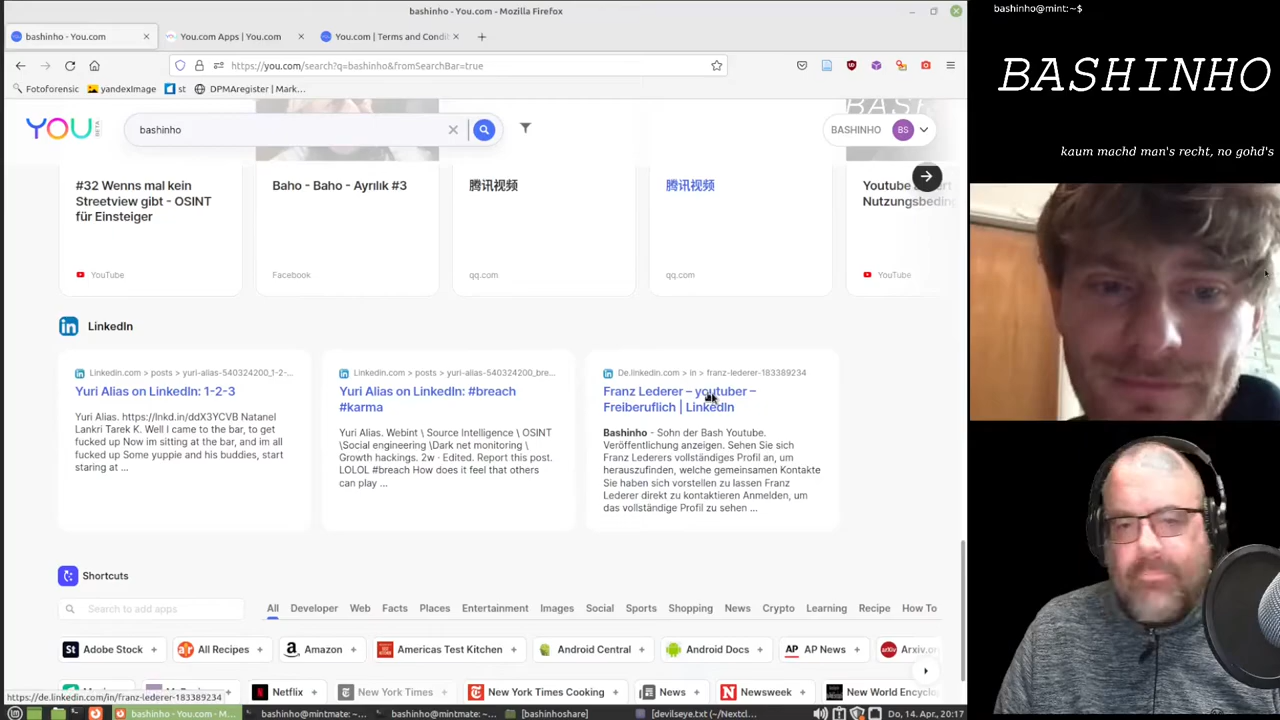 bashinho - You.com — Mozilla Firefox
bashinho - You.com
You.com Apps | You.com
You.com | Terms and Condit
https://you.com/search?q=bashinho&fromSearchBar=true
Fotoforensic
yandexImage
st
DPMAregister | Mark...
YOU
BETA
bashinho
BASHINHO
BS
#32 Wenns mal kein
Streetview gibt - OSINT
für Einsteiger
YouTube
Baho - Baho - Ayrılık #3
Facebook
腾讯视频
qq.com
腾讯视频
qq.com
Youtube
Nutzungsbeding
YouTube
LinkedIn
Linkedin.com > posts > yuri-alias-540324200_1-2-...
Yuri Alias on LinkedIn: 1-2-3
Yuri Alias. https://lnkd.in/ddX3YCVB Natanel
Lankri Tarek K. Well I came to the bar, to get
fucked up Now im sitting at the bar, and im all
fucked up Some yuppie and his buddies, start
staring at ...
Linkedin.com > posts > yuri-alias-540324200_bre...
Yuri Alias on LinkedIn: #breach
#karma
Yuri Alias. Webint \ Source Intelligence \ OSINT
\Social engineering \Dark net monitoring \
Growth hackings. 2w · Edited. Report this post.
LOLOL #breach How does it feel that others
can play ...
De.linkedin.com > in > franz-lederer-183389234
Franz Lederer – youtuber –
Freiberuflich | LinkedIn
Bashinho - Sohn der Bash Youtube.
Veröffentlichung anzeigen. Sehen Sie sich
Franz Lederers vollständiges Profil an, um
herauszufinden, welche gemeinsamen Kontakte
Sie haben sich vorstellen zu lassen Franz
Lederer direkt zu kontaktieren Anmelden, um
das vollständige Profil zu sehen ...
Shortcuts
Search to add apps
All Developer Web Facts Places Entertainment Images Social Sports Shopping News Crypto Learning Recipe How To
St Adobe Stock +
All Recipes +
Amazon +
Americas Test Kitchen +
Android Central +
Android Docs +
AP AP News +
Arxiv.or
Netflix +
New York Times +
New York Times Cooking +
News +
Newsweek +
New World Encyclo
https://de.linkedin.com/in/franz-lederer-183389234
bashinho - You.com — M...
bashinho@mintmate: ~...
bashinho@mintmate: ~...
[bashinhoshare]
[devilseye.txt (~/Nextcl...
Do, 14. Apr., 20:17
bashinho@mint:~$
BASHINHO
kaum machd man's recht, no gohd's